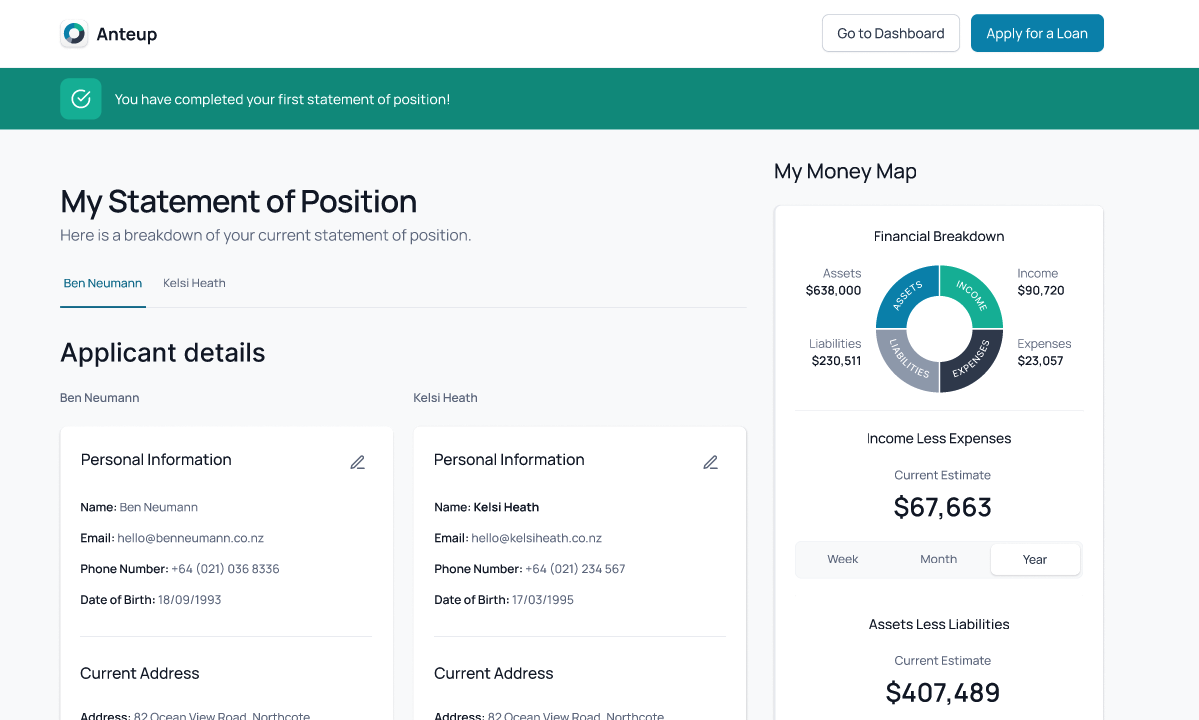 Anteup
Go to Dashboard
Apply for a Loan
You have completed your first statement of position!
My Statement of Position
Here is a breakdown of your current statement of position.
Ben Neumann
Kelsi Heath
Applicant details
Ben Neumann
Personal Information
Name: Ben Neumann
Email: hello@benneumann.co.nz
Phone Number: +64 (021) 036 8336
Date of Birth: 18/09/1993
Current Address
Address: 82 Ocean View Road, Northcote
Kelsi Heath
Personal Information
Name: Kelsi Heath
Email: hello@kelsiheath.co.nz
Phone Number: +64 (021) 234 567
Date of Birth: 17/03/1995
Current Address
Address: 82 Ocean View Road, Northcote
My Money Map
Financial Breakdown
Assets
$638,000
Income
$90,720
Liabilities
$230,511
Expenses
$23,057
ASSETS
INCOME
LIABILITIES
EXPENSES
Income Less Expenses
Current Estimate
$67,663
Week
Month
Year
Assets Less Liabilities
Current Estimate
$407,489